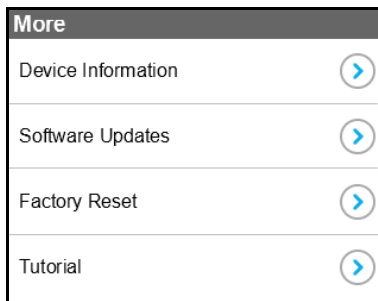 More
Device Information
Software Updates
Factory Reset
Tutorial